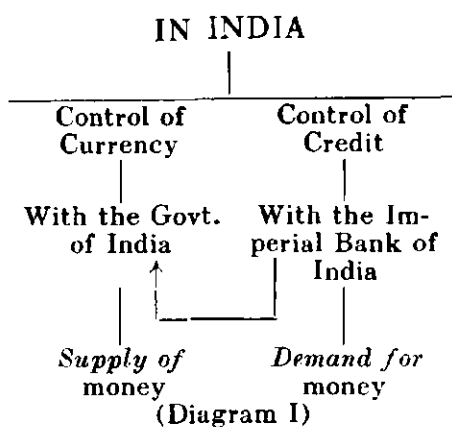 IN INDIA
Control of Currency
Control of Credit
With the Govt. of India
With the Im-
perial Bank of
India
Supply of money
Demand for money
(Diagram I)